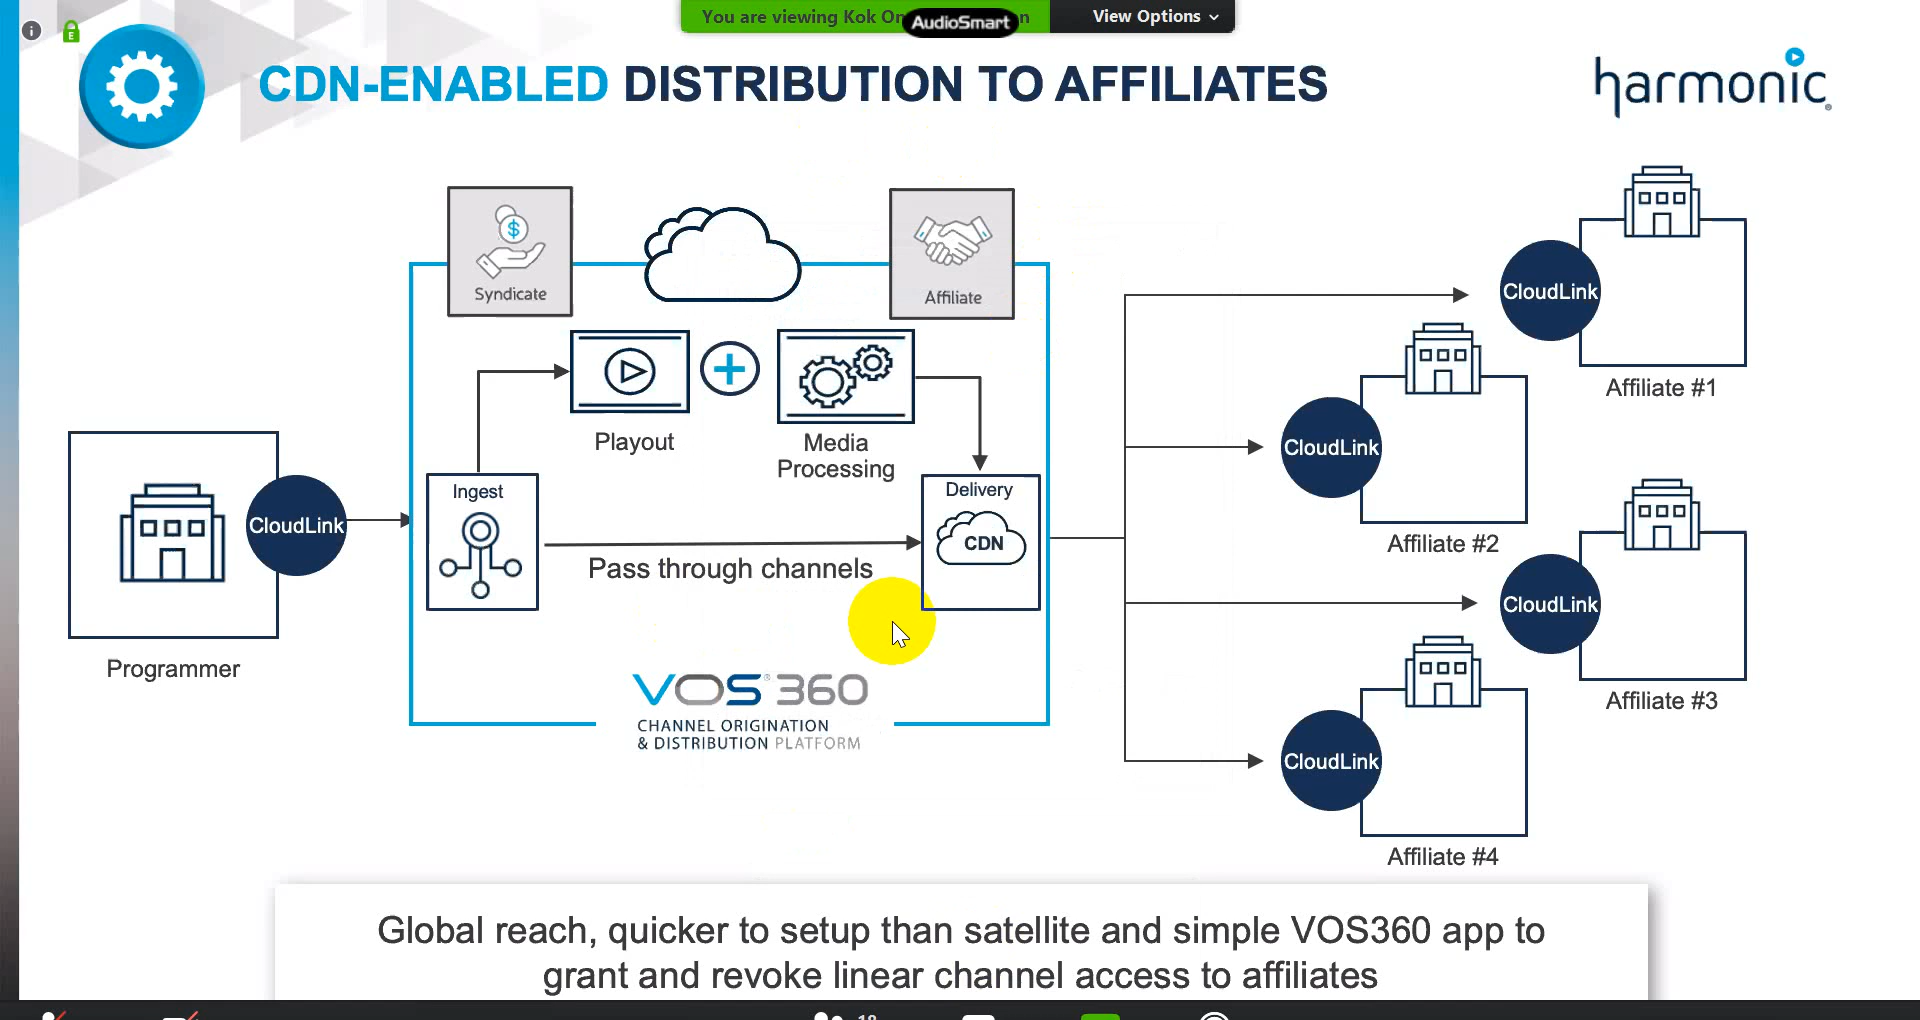 You are viewing Kok On
n
AudioSmart
View Options
CDN-ENABLED DISTRIBUTION TO AFFILIATES
harmonic
Syndicate
$
Affiliate
Playout
Media
Processing
Ingest
Delivery
CDN
CloudLink
Pass through channels
Programmer
VOS® 360
CHANNEL ORIGINATION
& DISTRIBUTION PLATFORM
CloudLink
Affiliate #1
CloudLink
Affiliate #2
CloudLink
Affiliate #3
CloudLink
Affiliate #4
Global reach, quicker to setup than satellite and simple VOS360 app to
grant and revoke linear channel access to affiliates
18